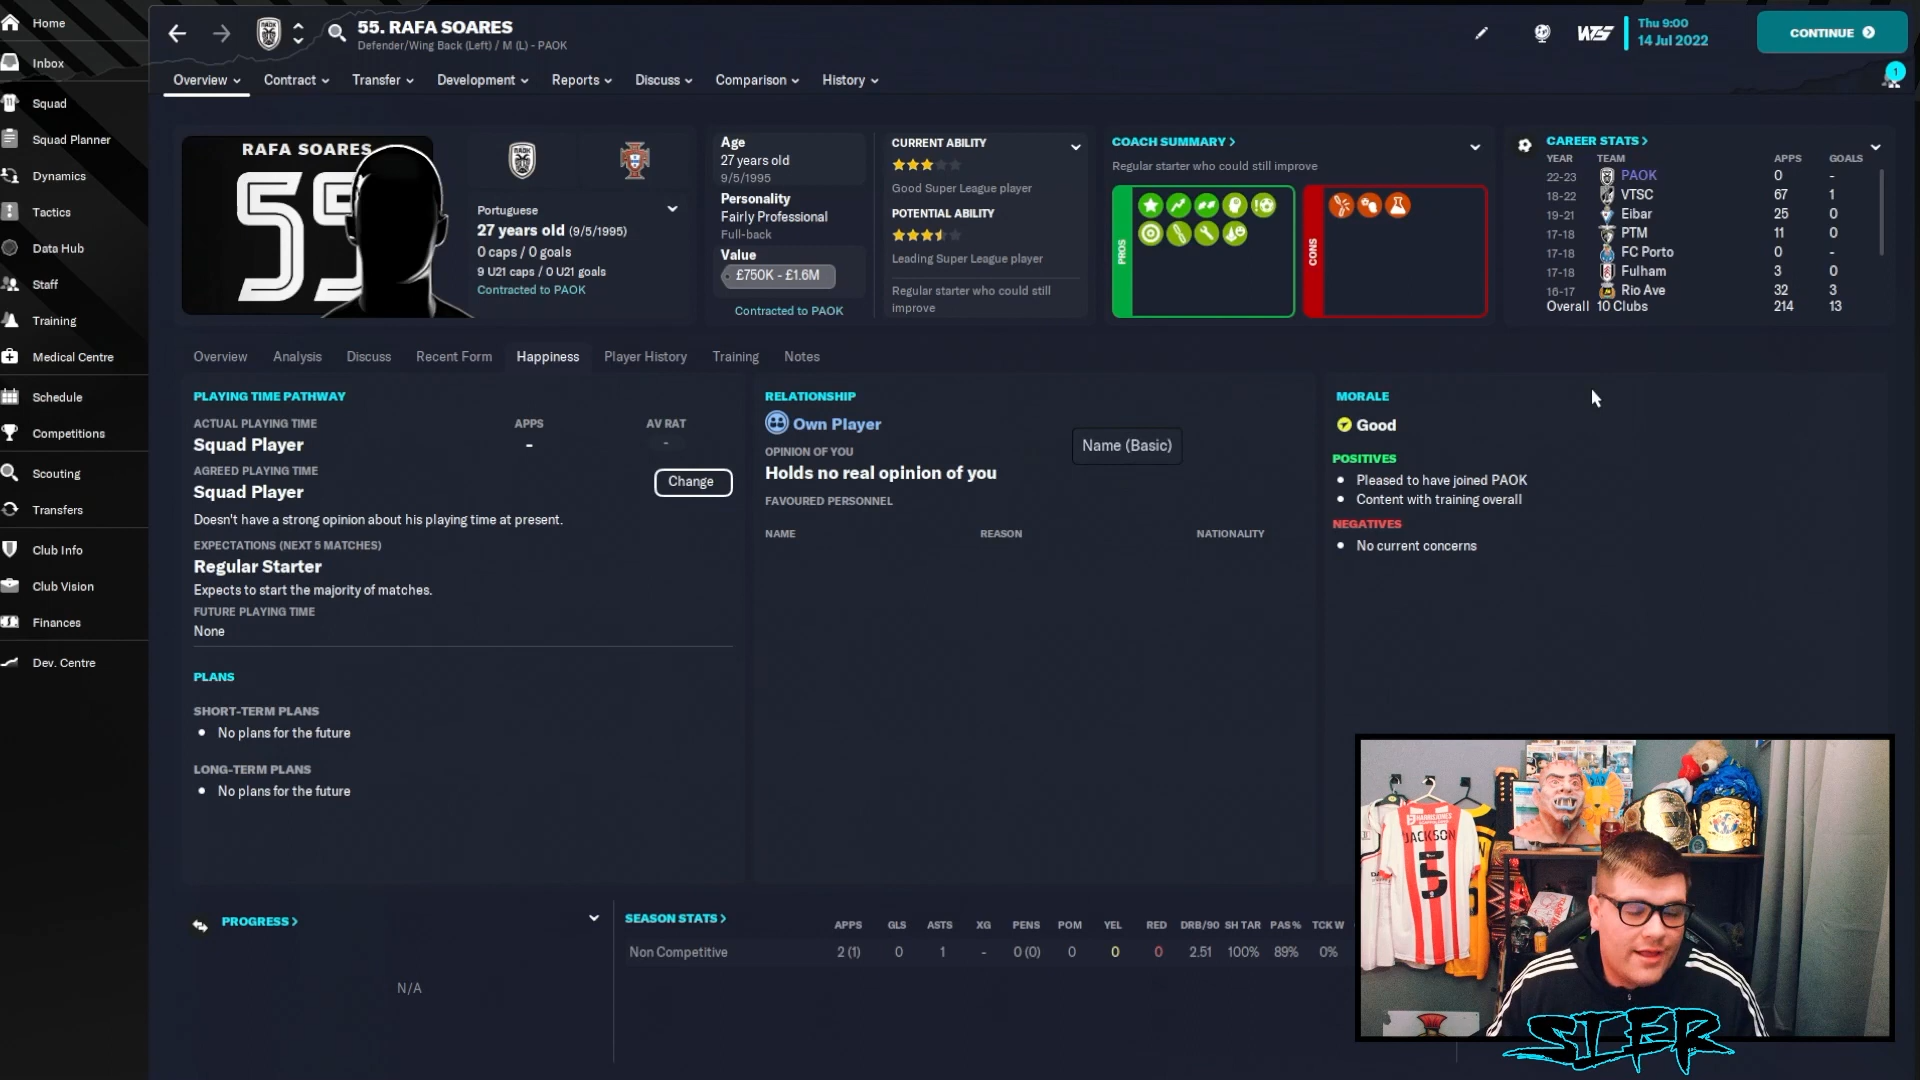 Home
Inbox
Squad
Squad Planner
Dynamics
Tactics
Data Hub
Staff
Training
Medical Centre
Schedule
Competitions
Scouting
Transfers
Club Info
Club Vision
Finances
Dev. Centre
55. RAFA SOARES
Defender/Wing Back (Left) / M (L) - PAOK
Thu 9:00
14 Jul 2022
CONTINUE
1
Overview Contract Transfer Development Reports Discuss Comparison History
RAFA SOARES
55
Portuguese
27 years old (9/5/1995)
0 caps / 0 goals
9 U21 caps / 0 U21 goals
Contracted to PAOK
Age
27 years old
9/5/1995
Personality
Fairly Professional
Full-back
Value
£750K - £1.6M
Contracted to PAOK
CURRENT ABILITY
Good Super League player
POTENTIAL ABILITY
Leading Super League player
Regular starter who could still
improve
COACH SUMMARY >
Regular starter who could still improve
PROS
CONS
CAREER STATS >
YEAR TEAM APPS GOALS
22-23 PAOK 0 -
18-22 VTSC 67 1
19-21 Eibar 25 0
17-18 PTM 11 0
17-18 FC Porto 0 -
17-18 Fulham 3 0
16-17 Rio Ave 32 3
Overall 10 Clubs 214 13
Overview Analysis Discuss Recent Form Happiness Player History Training Notes
PLAYING TIME PATHWAY
ACTUAL PLAYING TIME APPS AV RAT
Squad Player - -
AGREED PLAYING TIME
Squad Player
Change
Doesn't have a strong opinion about his playing time at present.
EXPECTATIONS (NEXT 5 MATCHES)
Regular Starter
Expects to start the majority of matches.
FUTURE PLAYING TIME
None
PLANS
SHORT-TERM PLANS
• No plans for the future
LONG-TERM PLANS
• No plans for the future
RELATIONSHIP
Own Player
OPINION OF YOU
Holds no real opinion of you
Name (Basic)
FAVOURED PERSONNEL
NAME REASON NATIONALITY
MORALE
Good
POSITIVES
• Pleased to have joined PAOK
• Content with training overall
NEGATIVES
• No current concerns
PROGRESS >
N/A
SEASON STATS > APPS GLS ASTS XG PENS POM YEL RED DRB/90 SH TAR PAS % TCK W
Non Competitive 2 (1) 0 1 - 0 (0) 0 0 0 2.51 100% 89% 0%
JACKSON
5
SLER